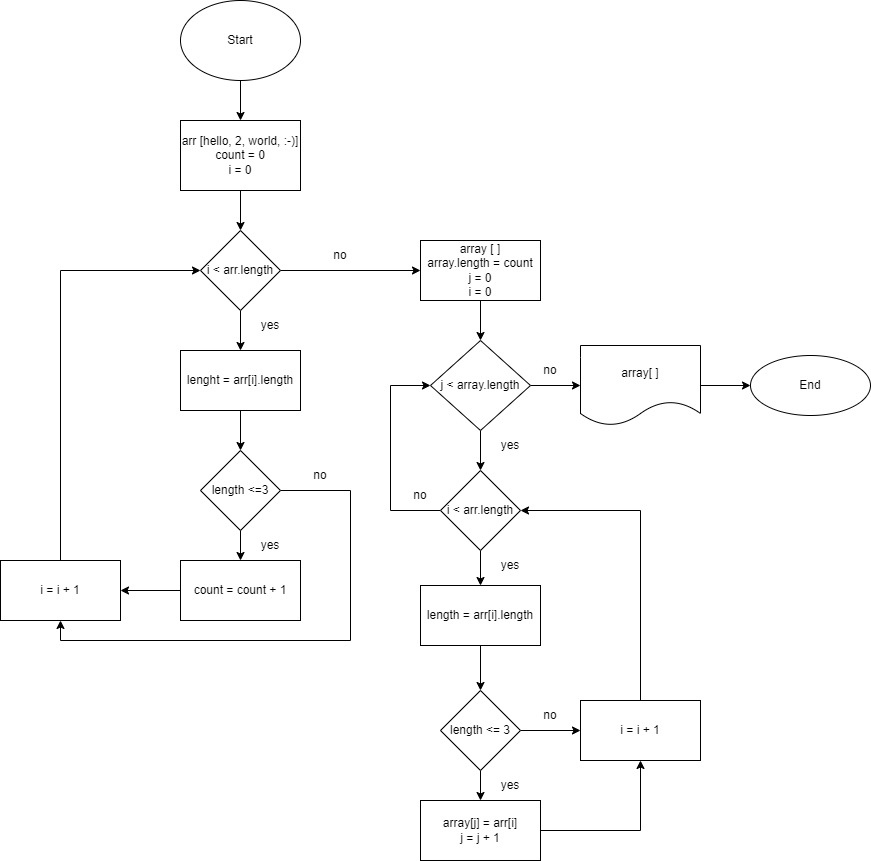 Start
arr [hello, 2, world, :-)]
count = 0
i = 0
i < arr.length
no
yes
lenght = arr[i].length
length <=3
no
yes
count = count + 1
i = i + 1
array [ ]
array.length = count
j = 0
i = 0
j < array.length
no
array[ ]
End
yes
i < arr.length
no
yes
length = arr[i].length
length <= 3
no
i = i + 1
yes
array[j] = arr[i]
j = j + 1